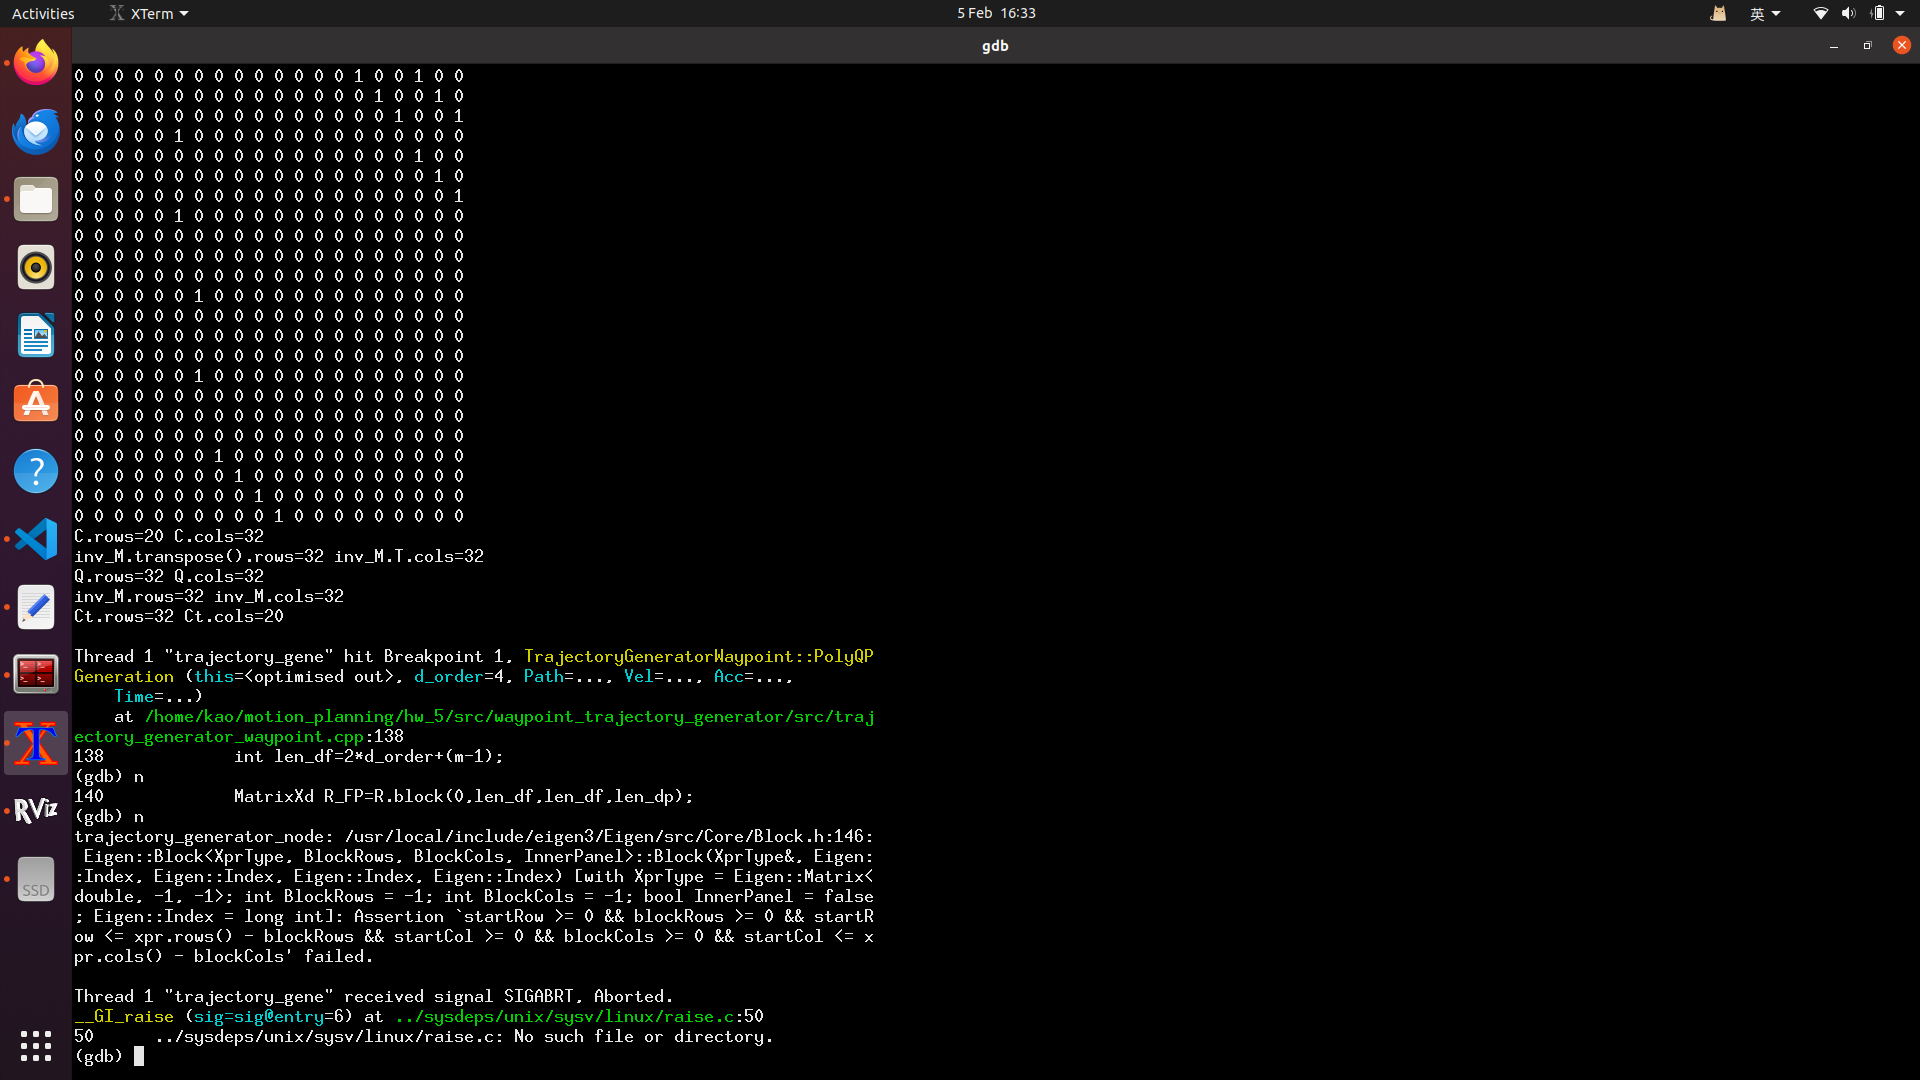 Activities XTerm 5 Feb 16:33 英
gdb
0 0 0 0 0 0 0 0 0 0 0 0 0 0 1 0 0 1 0 0
0 0 0 0 0 0 0 0 0 0 0 0 0 0 0 1 0 0 1 0
0 0 0 0 0 0 0 0 0 0 0 0 0 0 0 0 1 0 0 1
0 0 0 0 0 1 0 0 0 0 0 0 0 0 0 0 0 0 0 0
0 0 0 0 0 0 0 0 0 0 0 0 0 0 0 0 0 1 0 0
0 0 0 0 0 0 0 0 0 0 0 0 0 0 0 0 0 0 1 0
0 0 0 0 0 0 0 0 0 0 0 0 0 0 0 0 0 0 0 1
0 0 0 0 0 1 0 0 0 0 0 0 0 0 0 0 0 0 0 0
0 0 0 0 0 0 0 0 0 0 0 0 0 0 0 0 0 0 0 0
0 0 0 0 0 0 0 0 0 0 0 0 0 0 0 0 0 0 0 0
0 0 0 0 0 0 0 0 0 0 0 0 0 0 0 0 0 0 0 0
0 0 0 0 0 0 1 0 0 0 0 0 0 0 0 0 0 0 0 0
0 0 0 0 0 0 0 0 0 0 0 0 0 0 0 0 0 0 0 0
0 0 0 0 0 0 0 0 0 0 0 0 0 0 0 0 0 0 0 0
0 0 0 0 0 0 0 0 0 0 0 0 0 0 0 0 0 0 0 0
0 0 0 0 0 0 1 0 0 0 0 0 0 0 0 0 0 0 0 0
0 0 0 0 0 0 0 0 0 0 0 0 0 0 0 0 0 0 0 0
0 0 0 0 0 0 0 0 0 0 0 0 0 0 0 0 0 0 0 0
0 0 0 0 0 0 0 0 0 0 0 0 0 0 0 0 0 0 0 0
0 0 0 0 0 0 0 1 0 0 0 0 0 0 0 0 0 0 0 0
0 0 0 0 0 0 0 0 1 0 0 0 0 0 0 0 0 0 0 0
0 0 0 0 0 0 0 0 0 1 0 0 0 0 0 0 0 0 0 0
0 0 0 0 0 0 0 0 0 0 1 0 0 0 0 0 0 0 0 0
C.rows=20 C.cols=32
inv_M.transpose().rows=32 inv_M.T.cols=32
Q.rows=32 Q.cols=32
inv_M.rows=32 inv_M.cols=32
Ct.rows=32 Ct.cols=20
Thread 1 "trajectory_gene" hit Breakpoint 1, TrajectoryGeneratorWaypoint::PolyQP
Generation (this=<optimised out>, d_order=4, Path=..., Vel=..., Acc=...,
Time=...)
at /home/kao/motion_planning/hw_5/src/waypoint_trajectory_generator/src/traj
ectory_generator_waypoint.cpp:138
138 int len_df=2*d_order+(m-1);
(gdb) n
140 MatrixXd R_FP=R.block(0,len_df,len_df,len_dp);
(gdb) n
trajectory_generator_node: /usr/local/include/eigen3/Eigen/src/Core/Block.h:146:
Eigen::Block<XprType, BlockRows, BlockCols, InnerPanel>::Block(XprType&, Eigen:
:Index, Eigen::Index, Eigen::Index, Eigen::Index) [with XprType = Eigen::Matrix<
double, -1, -1>; int BlockRows = -1; int BlockCols = -1; bool InnerPanel = false
; Eigen::Index = long int]: Assertion `startRow >= 0 && blockRows >= 0 && startR
ow <= xpr.rows() - blockRows && startCol >= 0 && blockCols >= 0 && startCol <= x
pr.cols() - blockCols' failed.
Thread 1 "trajectory_gene" received signal SIGABRT, Aborted.
__GI_raise (sig=sig@entry=6) at ../sysdeps/unix/sysv/linux/raise.c:50
50 ../sysdeps/unix/sysv/linux/raise.c: No such file or directory.
(gdb)
RViz
SSD